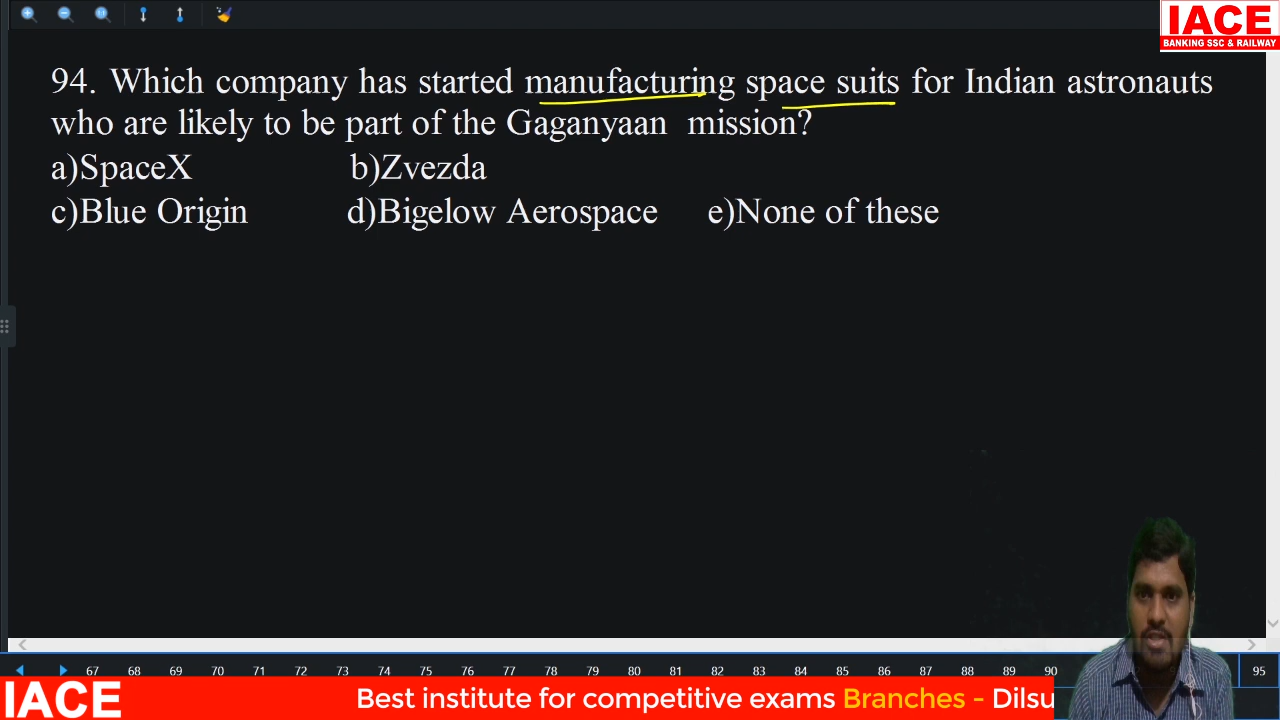 IACE
BANKING SSC & RAILWAY
94. Which company has started manufacturing space suits for Indian astronauts
who are likely to be part of the Gaganyaan mission?
a)SpaceX b)Zvezda
c)Blue Origin d)Bigelow Aerospace e)None of these
67 68 69 70 71 72 73 74 75 76 77 78 79 80 81 82 83 84 85 86 87 88 89 90 95
IACE Best institute for competitive exams Branches - Dilsu